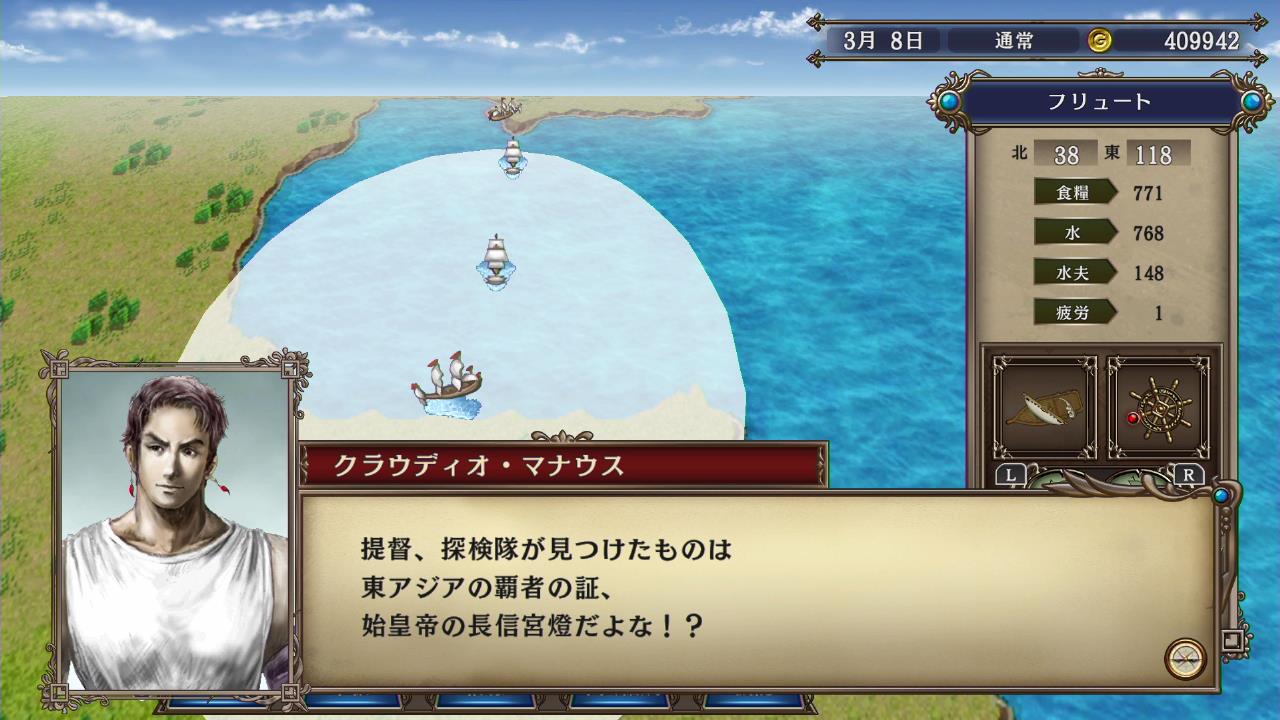 3月 8日 通常 G 409942
フリュート
北 38 東 118
食糧 771
水 768
水夫 148
疲労 1
L R
クラウディオ・マナウス
提督、探検隊が見つけたものは
東アジアの覇者の証、
始皇帝の長信宮燈だよな！？